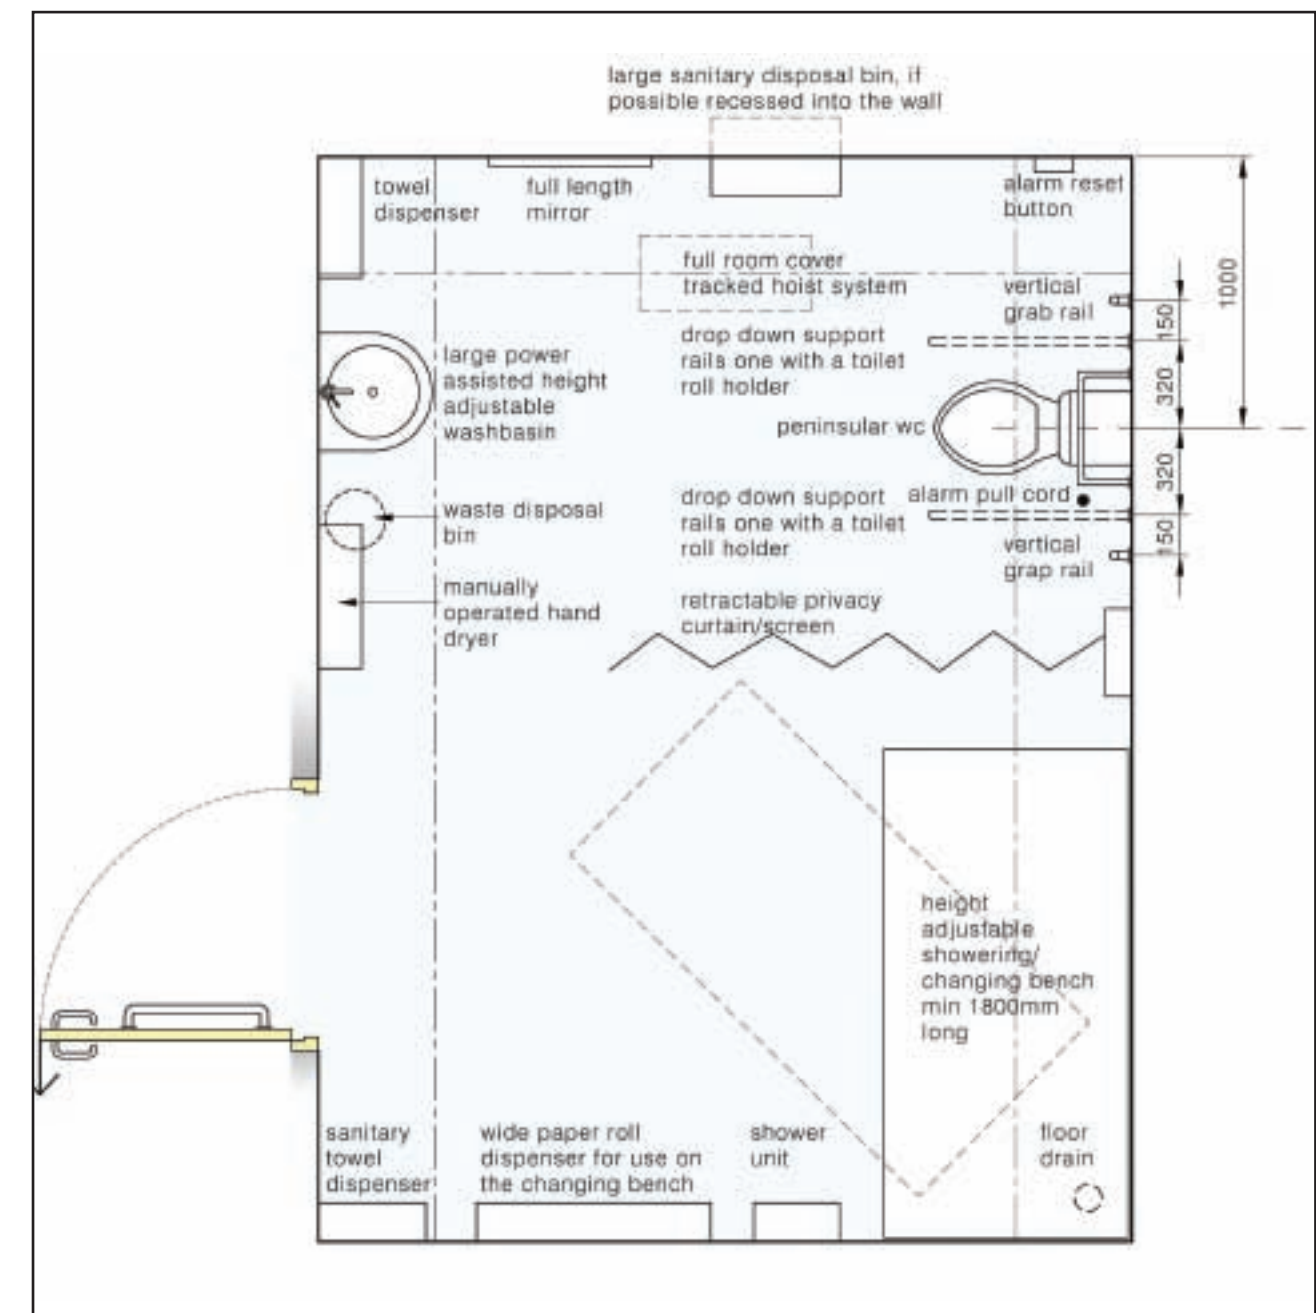 large sanitary disposal bin, if
possible recessed into the wall
towel
dispenser
full length
mirror
alarm reset
button
full room cover
tracked hoist system
vertical
grab rail
1000
150
320
320
150
drop down support
rails one with a toilet
roll holder
large power
assisted height
adjustable
washbasin
peninsular wc
drop down support
rails one with a toilet
roll holder
alarm pull cord
waste disposal
bin
vertical
grap rail
manually
operated hand
dryer
retractable privacy
curtain/screen
height
adjustable
showering/
changing bench
min 1800mm
long
sanitary
towel
dispenser
wide paper roll
dispenser for use on
the changing bench
shower
unit
floor
drain